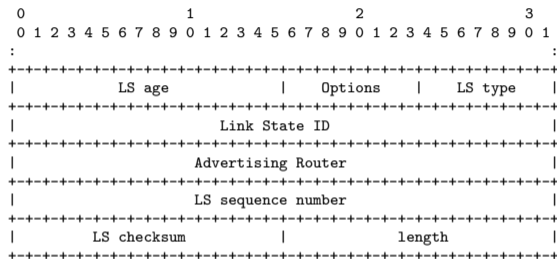 0                   1                   2                   3
0 1 2 3 4 5 6 7 8 9 0 1 2 3 4 5 6 7 8 9 0 1 2 3 4 5 6 7 8 9 0 1
:                                                               :
+-+-+-+-+-+-+-+-+-+-+-+-+-+-+-+-+-+-+-+-+-+-+-+-+-+-+-+-+-+-+-+-+
|            LS age             |    Options    |    LS type    |
+-+-+-+-+-+-+-+-+-+-+-+-+-+-+-+-+-+-+-+-+-+-+-+-+-+-+-+-+-+-+-+-+
|                        Link State ID                          |
+-+-+-+-+-+-+-+-+-+-+-+-+-+-+-+-+-+-+-+-+-+-+-+-+-+-+-+-+-+-+-+-+
|                     Advertising Router                        |
+-+-+-+-+-+-+-+-+-+-+-+-+-+-+-+-+-+-+-+-+-+-+-+-+-+-+-+-+-+-+-+-+
|                     LS sequence number                        |
+-+-+-+-+-+-+-+-+-+-+-+-+-+-+-+-+-+-+-+-+-+-+-+-+-+-+-+-+-+-+-+-+
|         LS checksum           |             length            |
+-+-+-+-+-+-+-+-+-+-+-+-+-+-+-+-+-+-+-+-+-+-+-+-+-+-+-+-+-+-+-+-+